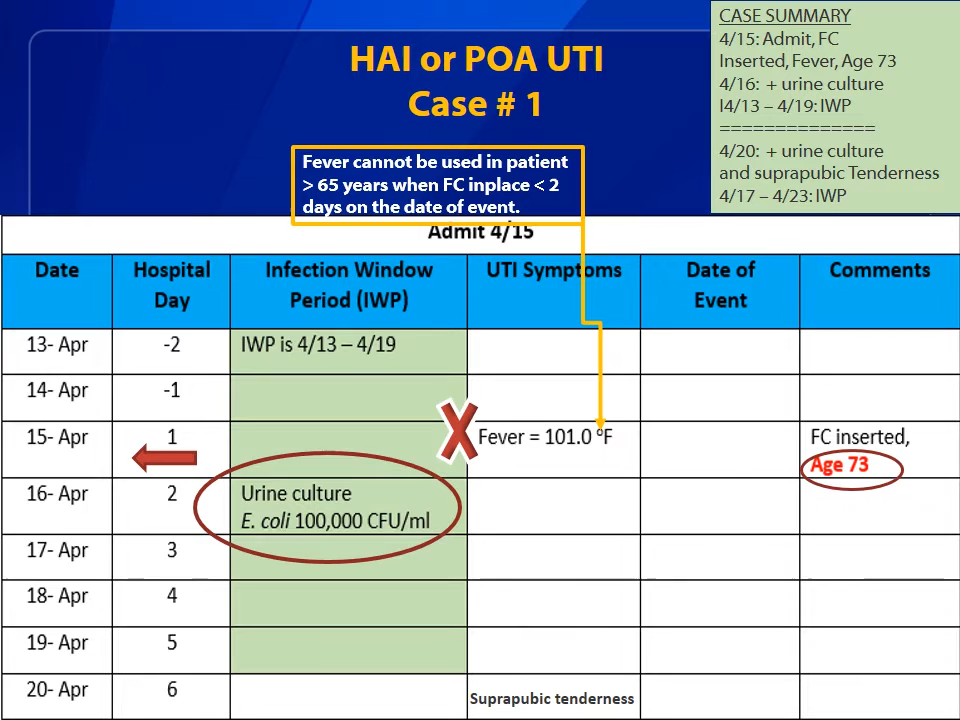 HAI or POA UTI
Case # 1
CASE SUMMARY
4/15: Admit, FC
Inserted, Fever, Age 73
4/16: + urine culture
I4/13 – 4/19: IWP
==============
4/20: + urine culture
and suprapubic Tenderness
4/17 – 4/23: IWP
Fever cannot be used in patient
> 65 years when FC inplace < 2
days on the date of event.
Admit 4/15
Date Hospital Day Infection Window Period (IWP) UTI Symptoms Date of Event Comments
13- Apr -2 IWP is 4/13 – 4/19
14- Apr -1
15- Apr 1 Fever = 101.0 °F FC inserted,
Age 73
16- Apr 2 Urine culture
E. coli 100,000 CFU/ml
17- Apr 3
18- Apr 4
19- Apr 5
20- Apr 6 Suprapubic tenderness